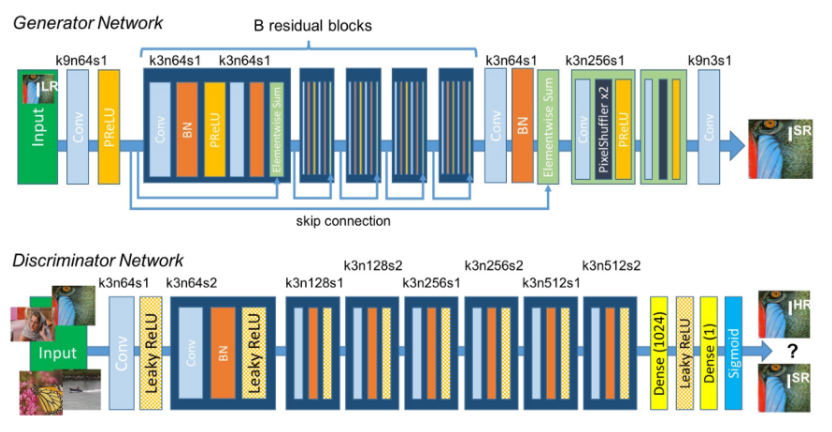 Generator Network
B residual blocks
k9n64s1
k3n64s1
k3n64s1
k3n64s1
k3n256s1
k9n3s1
Input
I LR
Conv
PReLU
Conv
BN
PReLU
Elementwise Sum
Conv
BN
Elementwise Sum
Conv
PixelShuffler x2
PReLU
Conv
I SR
skip connection
Discriminator Network
k3n64s1
k3n64s2
k3n128s1
k3n128s2
k3n256s1
k3n256s2
k3n512s1
k3n512s2
Input
Conv
Leaky ReLU
Conv
BN
Leaky ReLU
Dense (1024)
Leaky ReLU
Dense (1)
Sigmoid
I HR
?
I SR